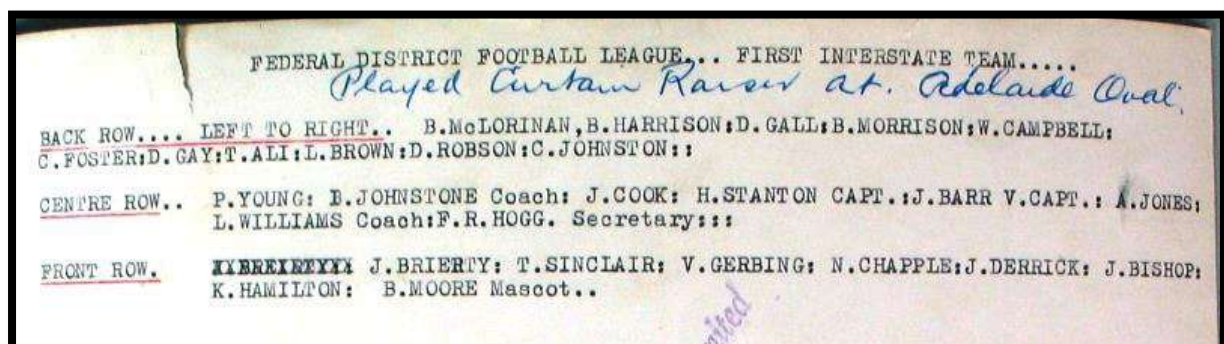 FEDERAL DISTRICT FOOTBALL LEAGUE... FIRST INTERSTATE TEAM.....
Played Curtain Raiser at. Adelaide Oval.
BACK ROW.... LEFT TO RIGHT.. B.McLORINAN,B.HARRISON:D.GALL:B.MORRISON:W.CAMPBELL:
C.FOSTER:D.GAY:T.ALI:L.BROWN:D.ROBSON:C.JOHNSTON::
CENTRE ROW.. P.YOUNG: B.JOHNSTONE Coach: J.COOK: H.STANTON CAPT.:J.BARR V.CAPT.: A.JONES:
L.WILLIAMS Coach:F.R.HOGG. Secretary:::
FRONT ROW. J.BRIERTY: T.SINCLAIR: V.GERBING: N.CHAPPLE:J.DERRICK: J.BISHOP:
K.HAMILTON: B.MOORE Mascot..